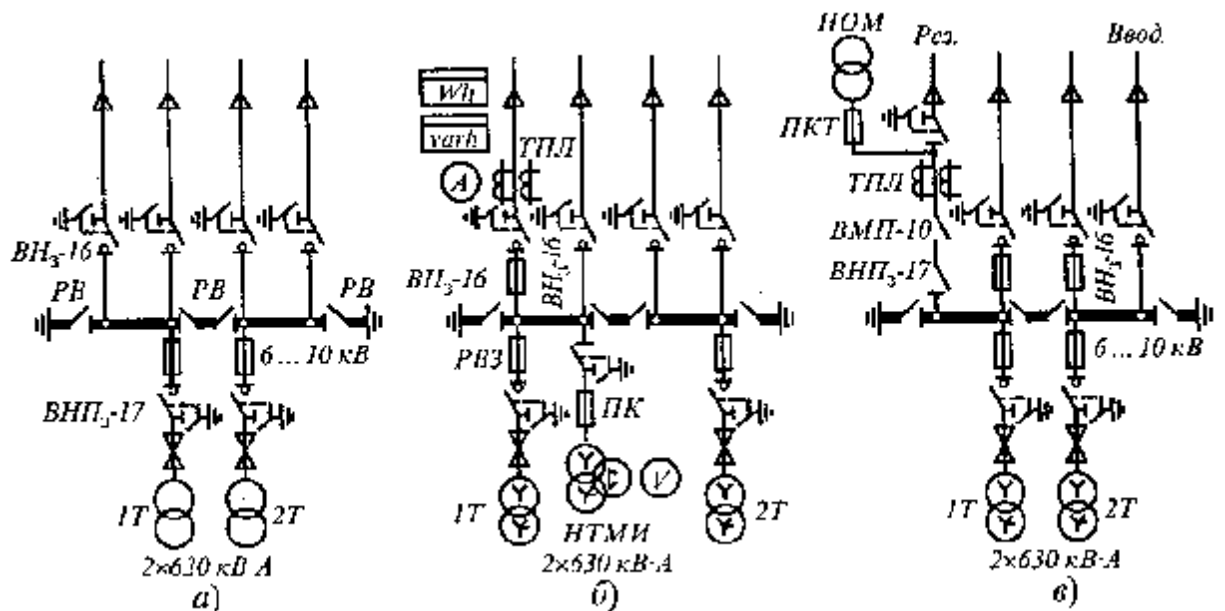 ВН₃-16
РВ
РВ
РВ
6 ... 10 кВ
ВНП₃-17
1Т
2Т
2×630 кВ·А
а)
Wh
varh
А
ТПЛ
ВН₃-16
ВН₃-16
РВЗ
ПК
V
1Т
2Т
НТМИ
2×630 кВ·А
б)
НОМ
Рез.
Ввод
ПКТ
ТПЛ
ВМП-10
ВНП₃-17
ВН₃-16
6 ... 10 кВ
1Т
2Т
2×630 кВ·А
в)